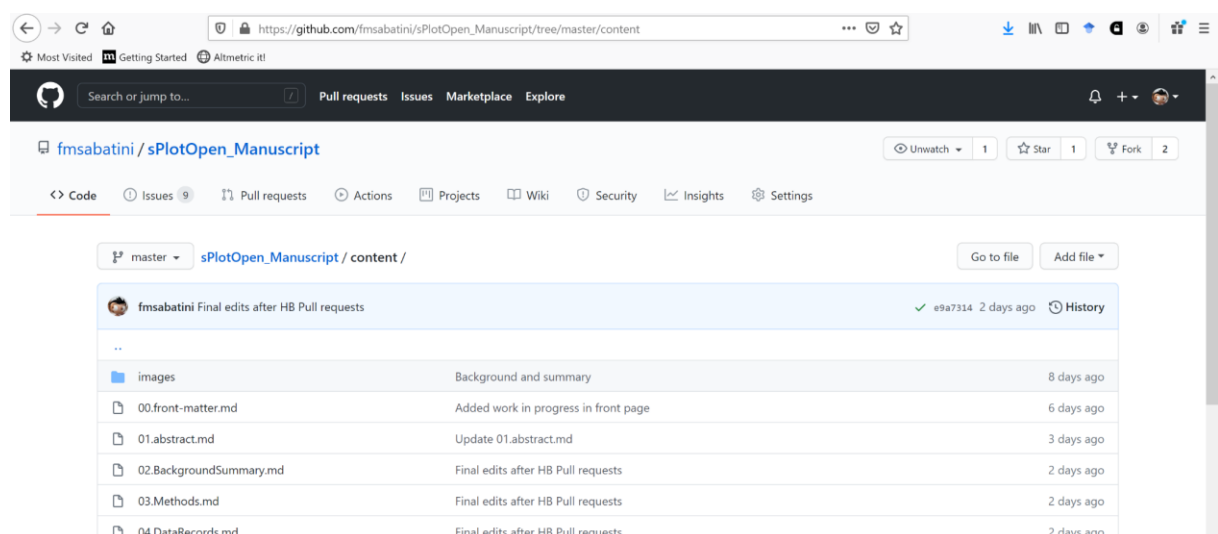 https://github.com/fmsabatini/sPlotOpen_Manuscript/tree/master/content
Most Visited m Getting Started Altmetric it!
Search or jump to... / Pull requests Issues Marketplace Explore
fmsabatini / sPlotOpen_Manuscript Unwatch 1 Star 1 Fork 2
<> Code Issues 9 Pull requests Actions Projects Wiki Security Insights Settings
master sPlotOpen_Manuscript / content / Go to file Add file
fmsabatini Final edits after HB Pull requests e9a7314 2 days ago History
..
images Background and summary 8 days ago
00.front-matter.md Added work in progress in front page 6 days ago
01.abstract.md Update 01.abstract.md 3 days ago
02.BackgroundSummary.md Final edits after HB Pull requests 2 days ago
03.Methods.md Final edits after HB Pull requests 2 days ago
04.DataRecords.md Final edits after HB Pull requests 2 days ago